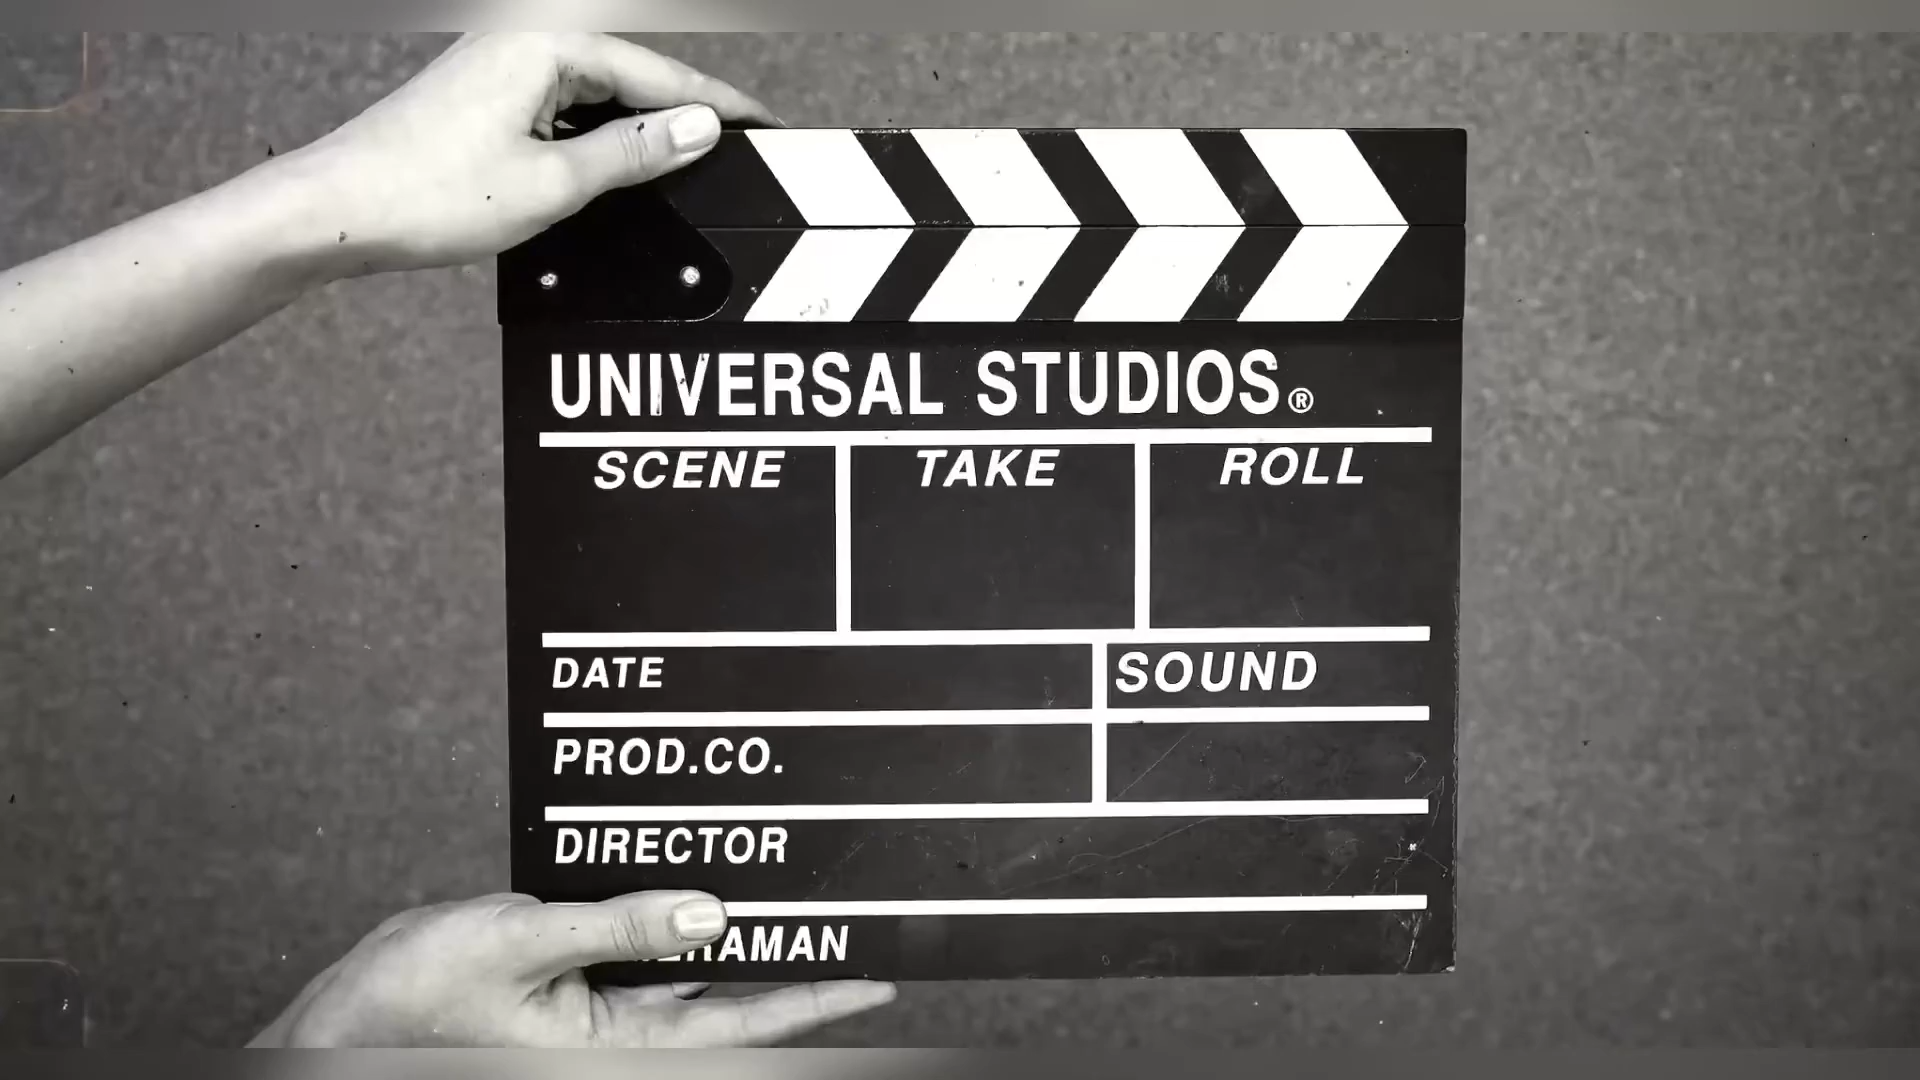 UNIVERSAL STUDIOS®
SCENE TAKE ROLL
DATE SOUND
PROD.CO.
DIRECTOR